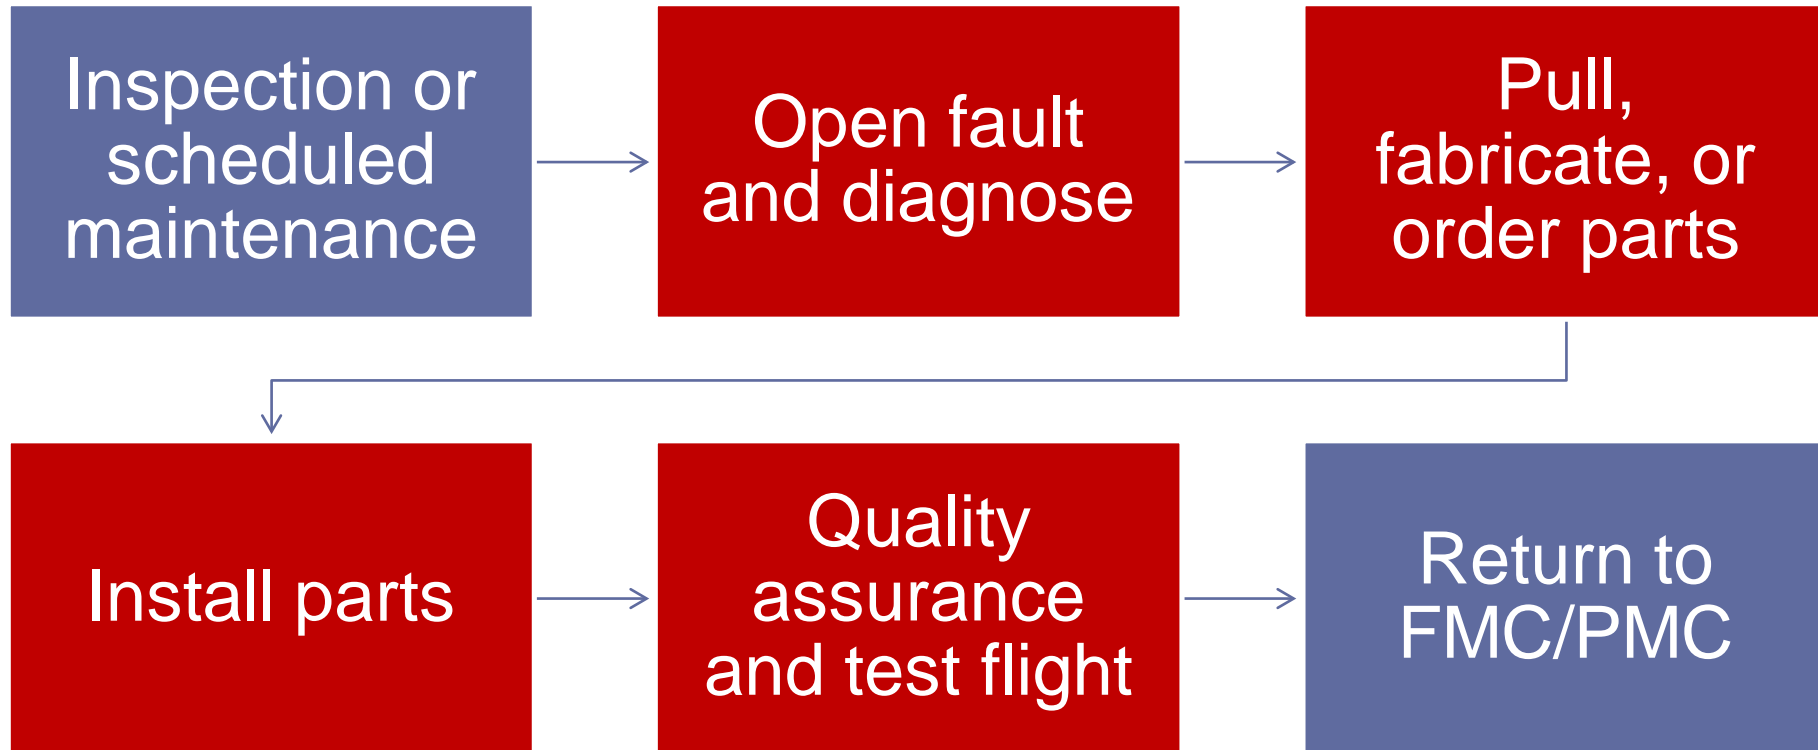 Inspection or
scheduled
maintenance
Open fault
and diagnose
Pull,
fabricate, or
order parts
Install parts
Quality
assurance
and test flight
Return to
FMC/PMC